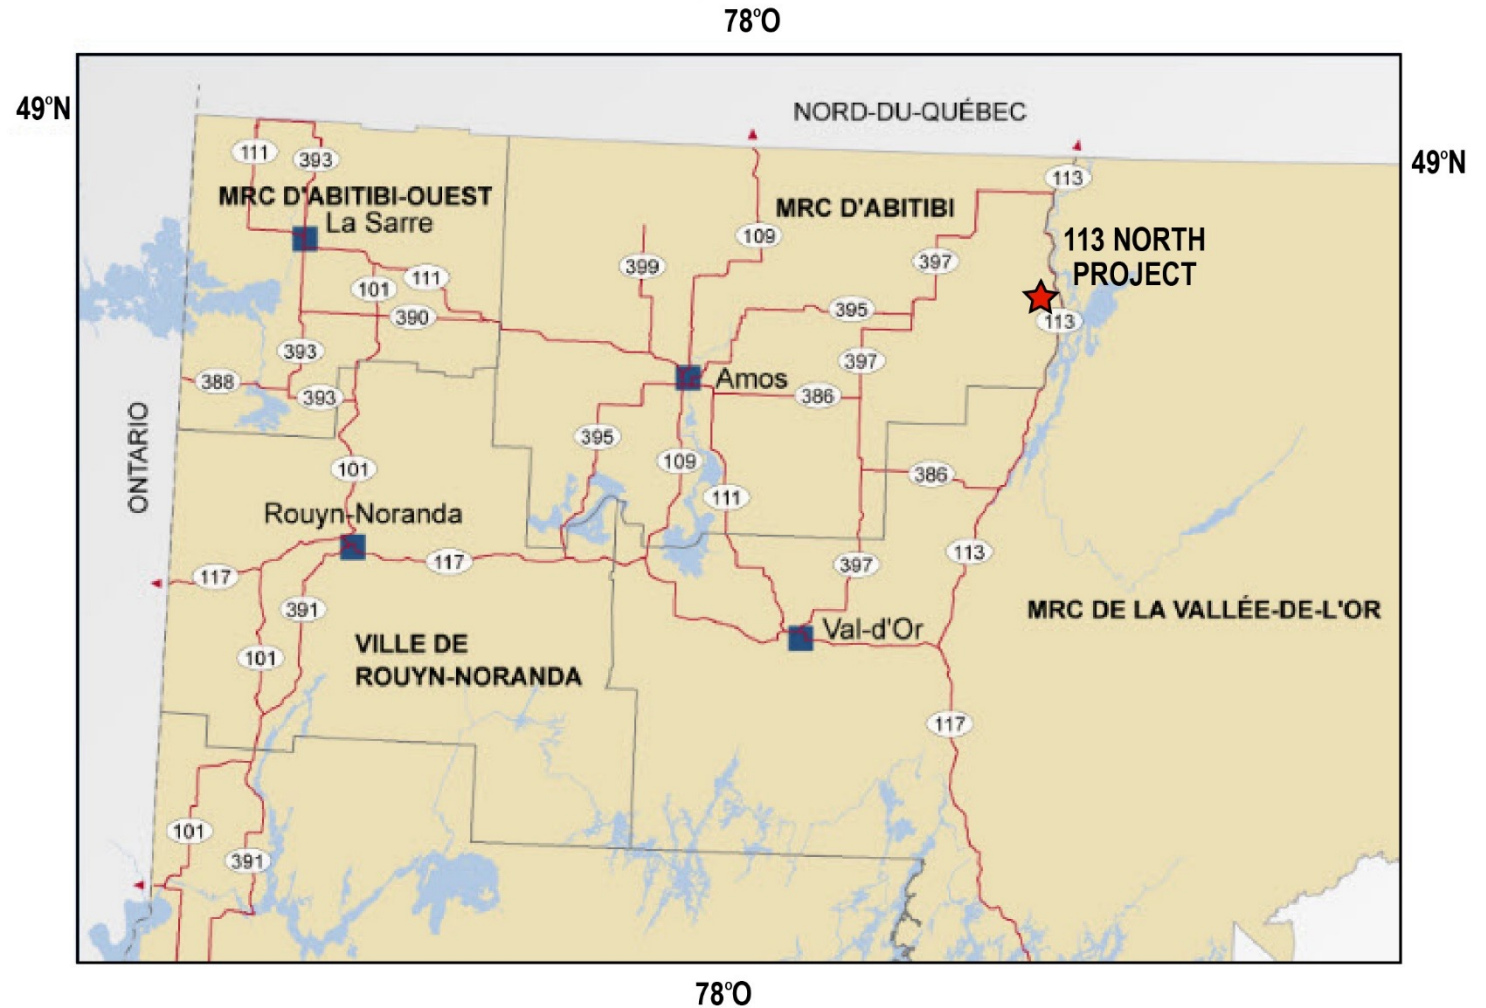 78°O
49°N
NORD-DU-QUÉBEC
49°N
111
393
113
MRC D'ABITIBI-OUEST
MRC D'ABITIBI
La Sarre
109
113 NORTH
PROJECT
399
397
111
101
395
390
113
393
397
388
Amos
393
386
ONTARIO
395
109
101
386
111
Rouyn-Noranda
113
117
397
117
391
MRC DE LA VALLÉE-DE-L'OR
Val-d'Or
VILLE DE
ROUYN-NORANDA
101
117
101
391
78°O